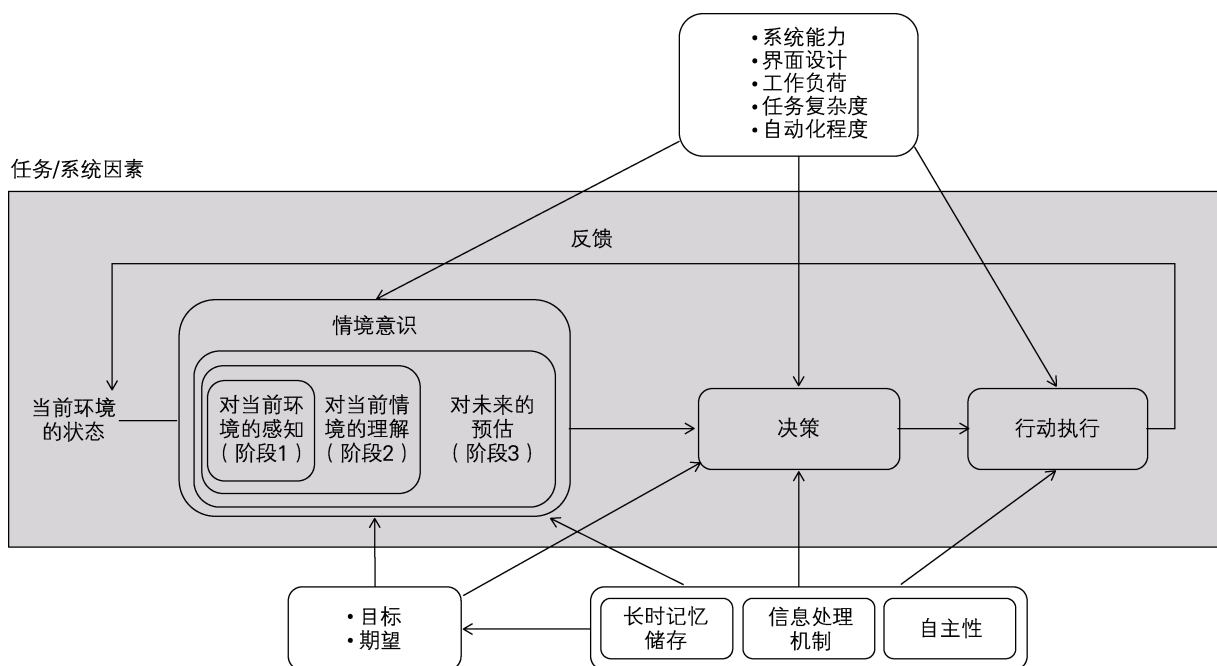 • 系统能力
• 界面设计
• 工作负荷
• 任务复杂度
• 自动化程度
任务/系统因素
反馈
情境意识
当前环境
的状态
对当前环
境的感知
（阶段1）
对当前情
境的理解
（阶段2）
对未来的
预估
（阶段3）
决策
行动执行
• 目标
• 期望
长时记忆
储存
信息处理
机制
自主性